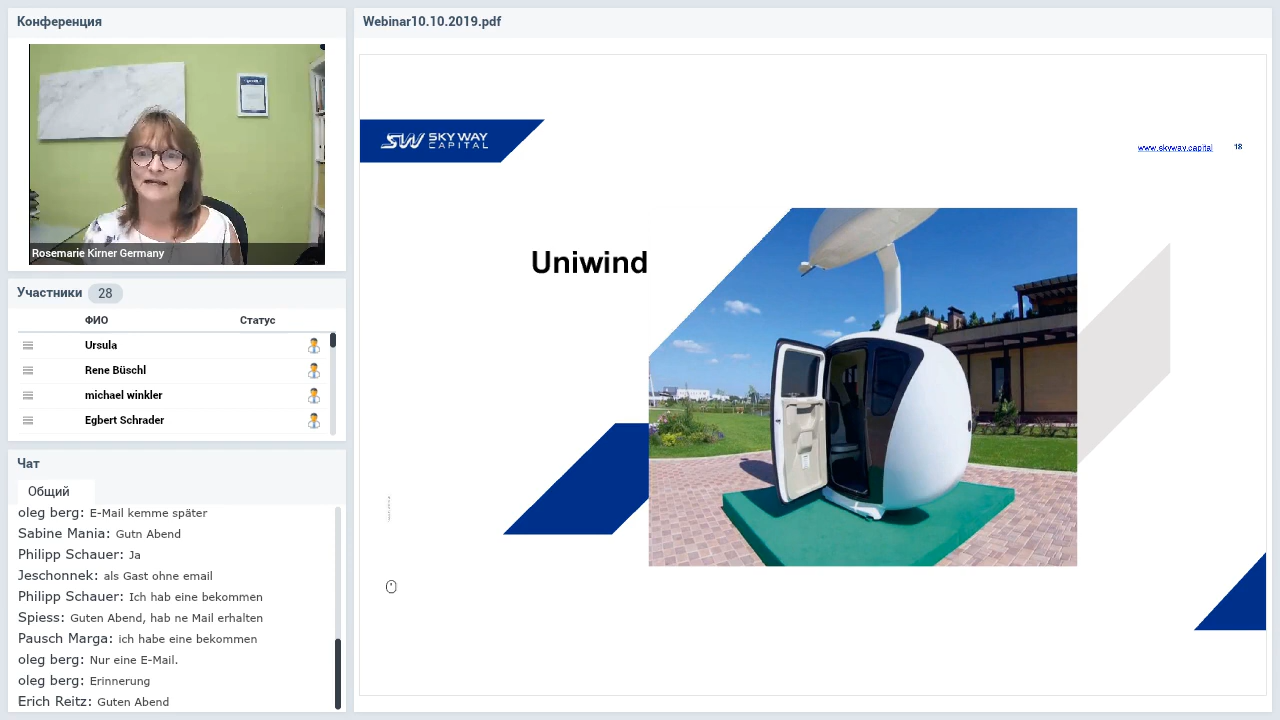 Конференция
Rosemarie Kirner Germany
Участники 28
ФИО Статус
Ursula
Rene Büschl
michael winkler
Egbert Schrader
Чат
Общий
oleg berg: E-Mail kemme später
Sabine Mania: Gutn Abend
Philipp Schauer: Ja
Jeschonnek: als Gast ohne email
Philipp Schauer: Ich hab eine bekommen
Spiess: Guten Abend, hab ne Mail erhalten
Pausch Marga: ich habe eine bekommen
oleg berg: Nur eine E-Mail.
oleg berg: Erinnerung
Erich Reitz: Guten Abend
Webinar10.10.2019.pdf
SW SKY WAY
CAPITAL
www.skyway.capital 18
Uniwind